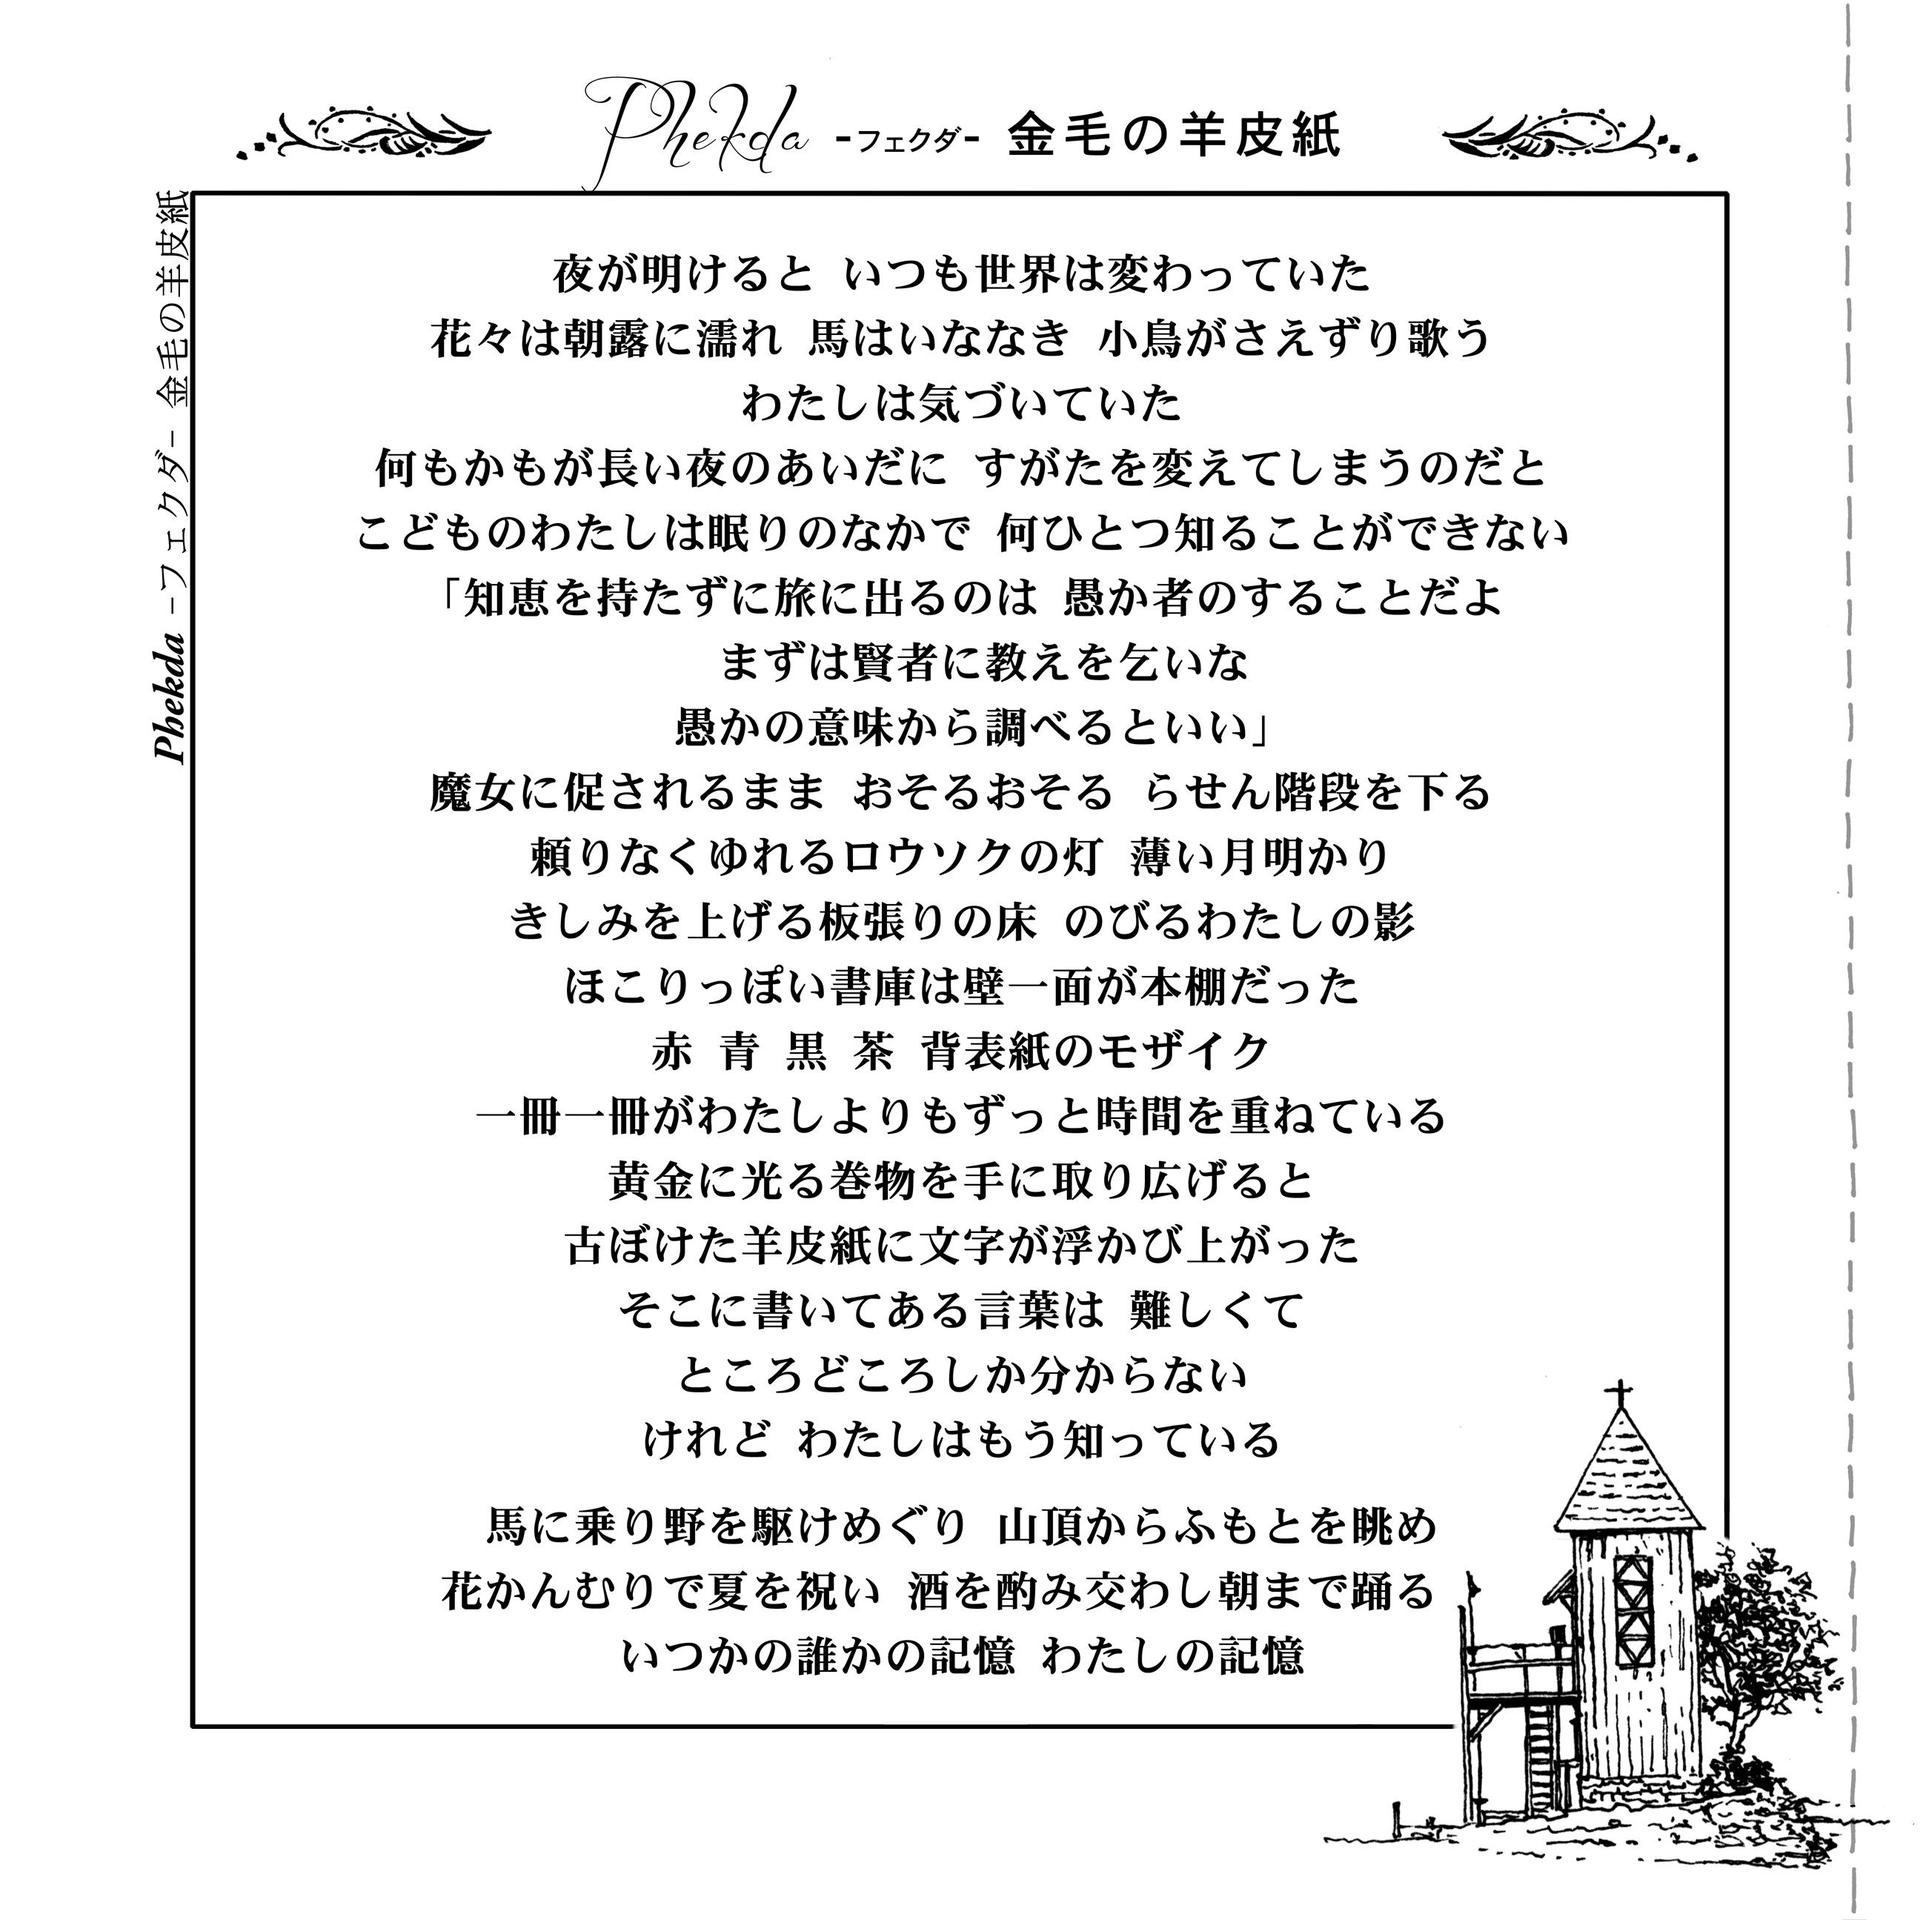 Phekda -フェクダ- 金毛の羊皮紙
Phekda -フェクダ- 金毛の羊皮紙
夜が明けると いつも世界は変わっていた
花々は朝露に濡れ 馬はいななき 小鳥がさえずり歌う
わたしは気づいていた
何もかもが長い夜のあいだに すがたを変えてしまうのだと
こどものわたしは眠りのなかで 何ひとつ知ることができない
「知恵を持たずに旅に出るのは 愚か者のすることだよ
まずは賢者に教えを乞いな
愚かの意味から調べるといい」
魔女に促されるまま おそるおそる らせん階段を下る
頼りなくゆれるロウソクの灯 薄い月明かり
きしみを上げる板張りの床 のびるわたしの影
ほこりっぽい書庫は壁一面が本棚だった
赤 青 黒 茶 背表紙のモザイク
一冊一冊がわたしよりもずっと時間を重ねている
黄金に光る巻物を手に取り広げると
古ぼけた羊皮紙に文字が浮かび上がった
そこに書いてある言葉は 難しくて
ところどころしか分からない
けれど わたしはもう知っている
馬に乗り野を駆けめぐり 山頂からふもとを眺め
花かんむりで夏を祝い 酒を酌み交わし朝まで踊る
いつかの誰かの記憶 わたしの記憶